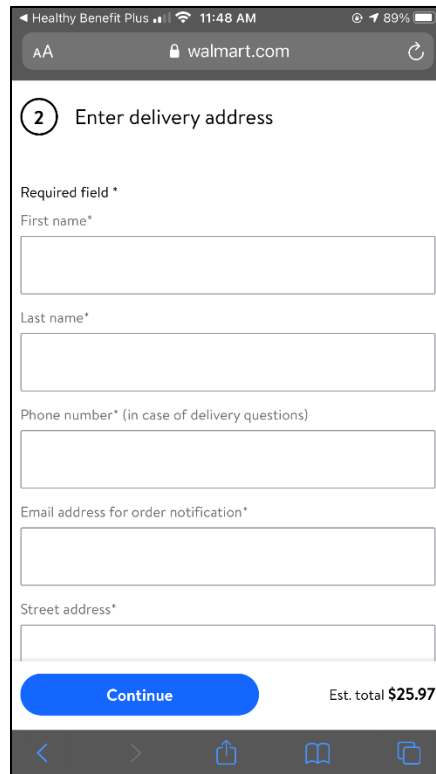 ◄ Healthy Benefit Plus 11:48 AM 89%
AA walmart.com
2 Enter delivery address
Required field *
First name*
Last name*
Phone number* (in case of delivery questions)
Email address for order notification*
Street address*
Continue Est. total $25.97